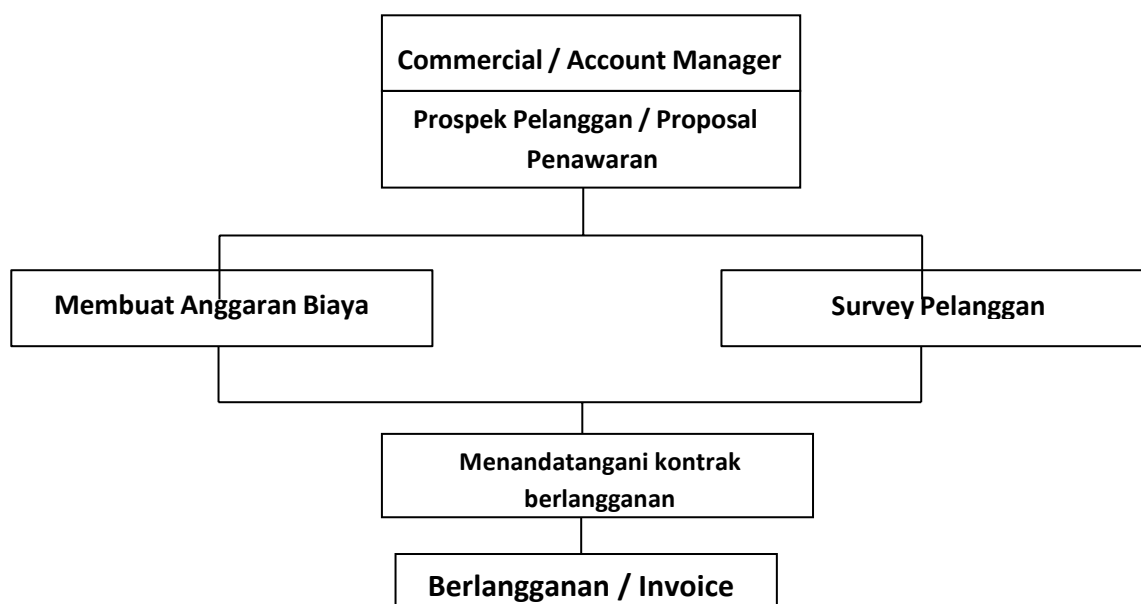 Commercial / Account Manager
Prospek Pelanggan / Proposal
Penawaran
Membuat Anggaran Biaya
Survey Pelanggan
Menandatangani kontrak
berlangganan
Berlangganan / Invoice